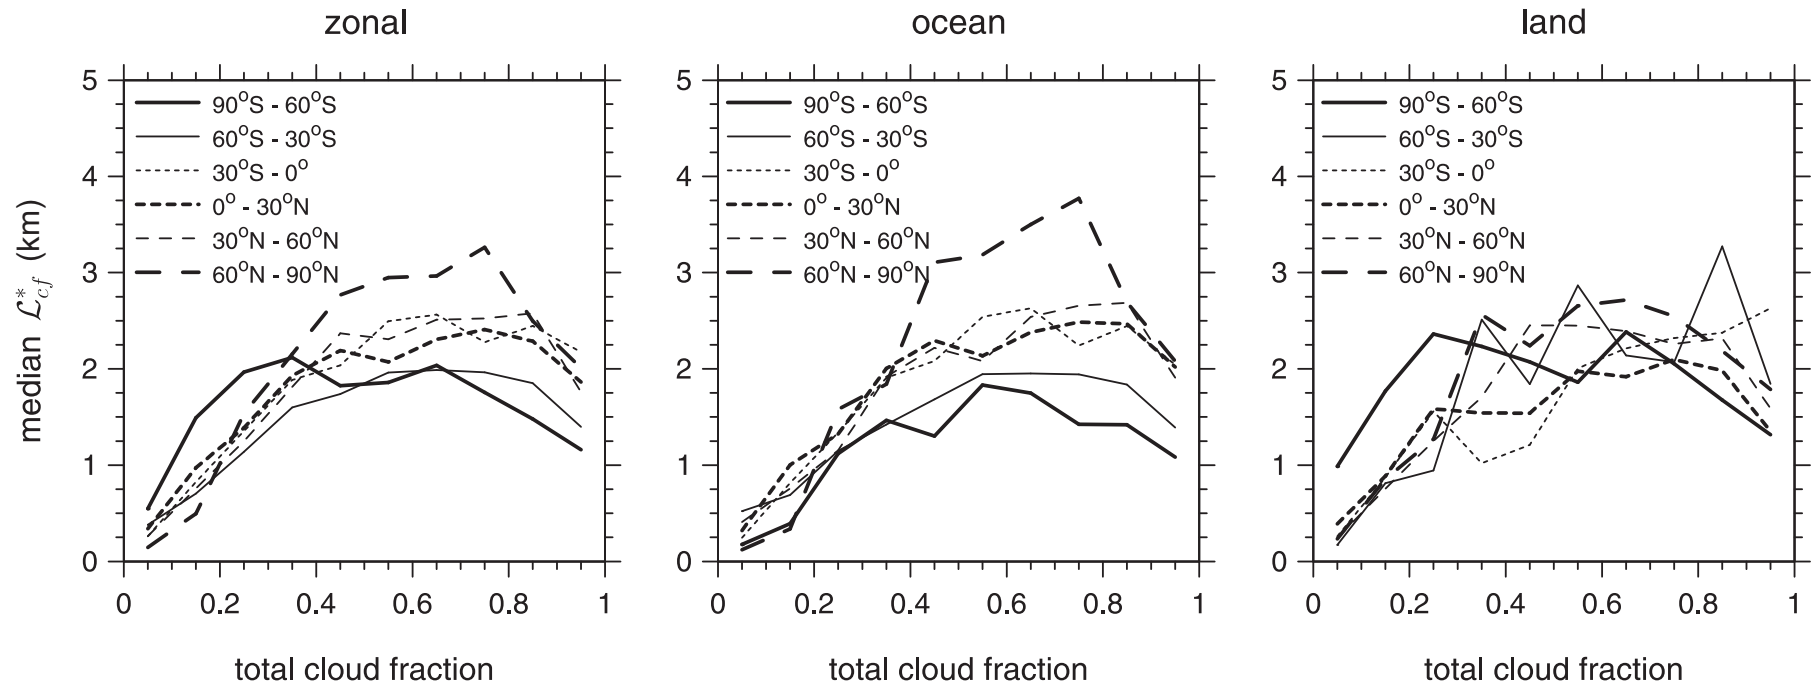 zonal
ocean
land
median ℒ*cf (km)
5
4
3
2
1
0
0
0.2
0.4
0.6
0.8
1
90°S - 60°S
60°S - 30°S
30°S - 0°
0° - 30°N
30°N - 60°N
60°N - 90°N
total cloud fraction
5
4
3
2
1
0
0
0.2
0.4
0.6
0.8
1
90°S - 60°S
60°S - 30°S
30°S - 0°
0° - 30°N
30°N - 60°N
60°N - 90°N
total cloud fraction
5
4
3
2
1
0
0
0.2
0.4
0.6
0.8
1
90°S - 60°S
60°S - 30°S
30°S - 0°
0° - 30°N
30°N - 60°N
60°N - 90°N
total cloud fraction